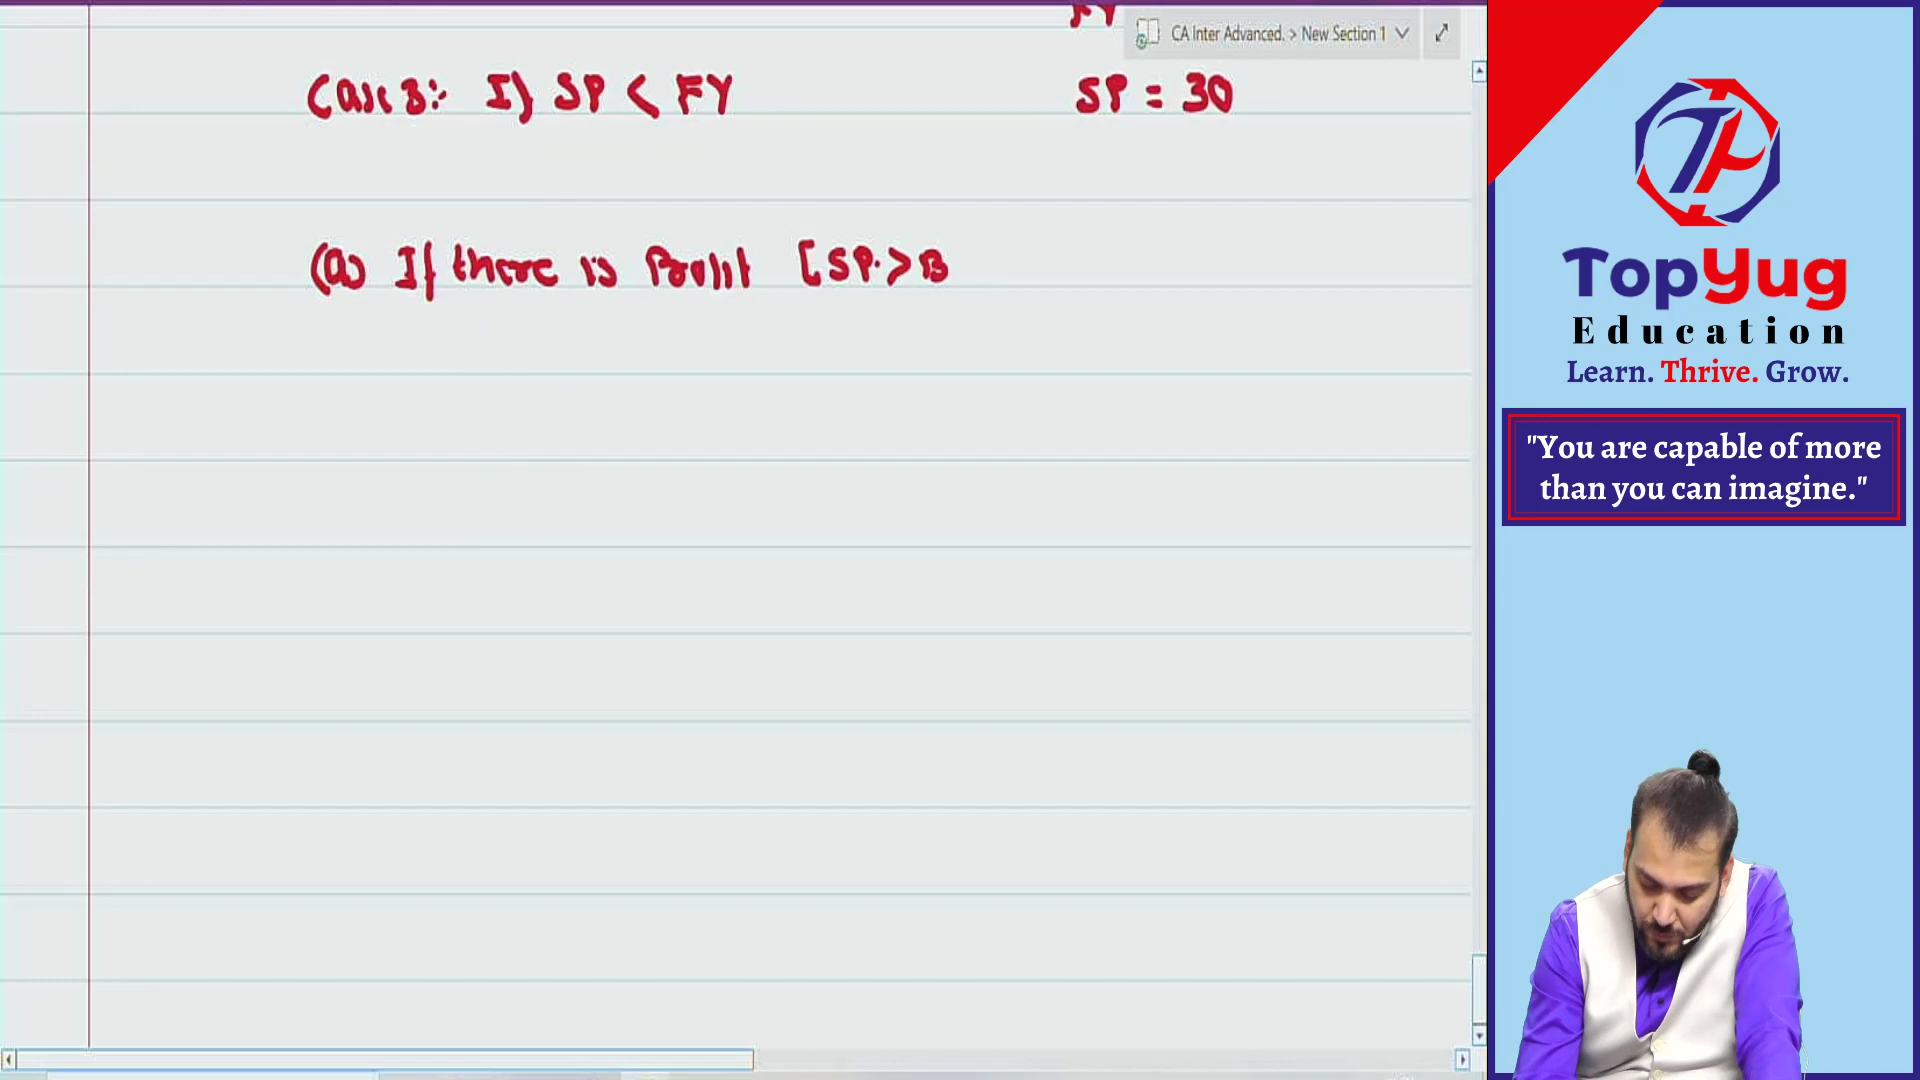 CA Inter Advanced. > New Section 1
Case 3:- If SP < FY
SP = 30
(a) If there is Profit [SP. > B
TopYug
Education
Learn. Thrive. Grow.
"You are capable of more
than you can imagine."